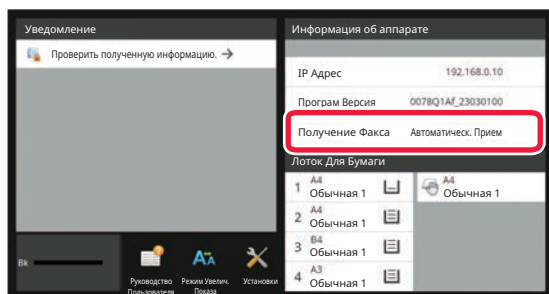 Уведомление
Проверить полученную информацию. →
Информация об аппарате
IP Адрес 192.168.0.10
Програм Версия 0078Q1Af_23030100
Получение Факса Автоматическ. Прием
Лоток Для Бумаги
1 A4 Обычная 1
A4 Обычная 1
2 A4 Обычная 1
3 B4 Обычная 1
4 A3 Обычная 1
Bk
Руководство Пользователя
Режим Увелич. Показа
Установки